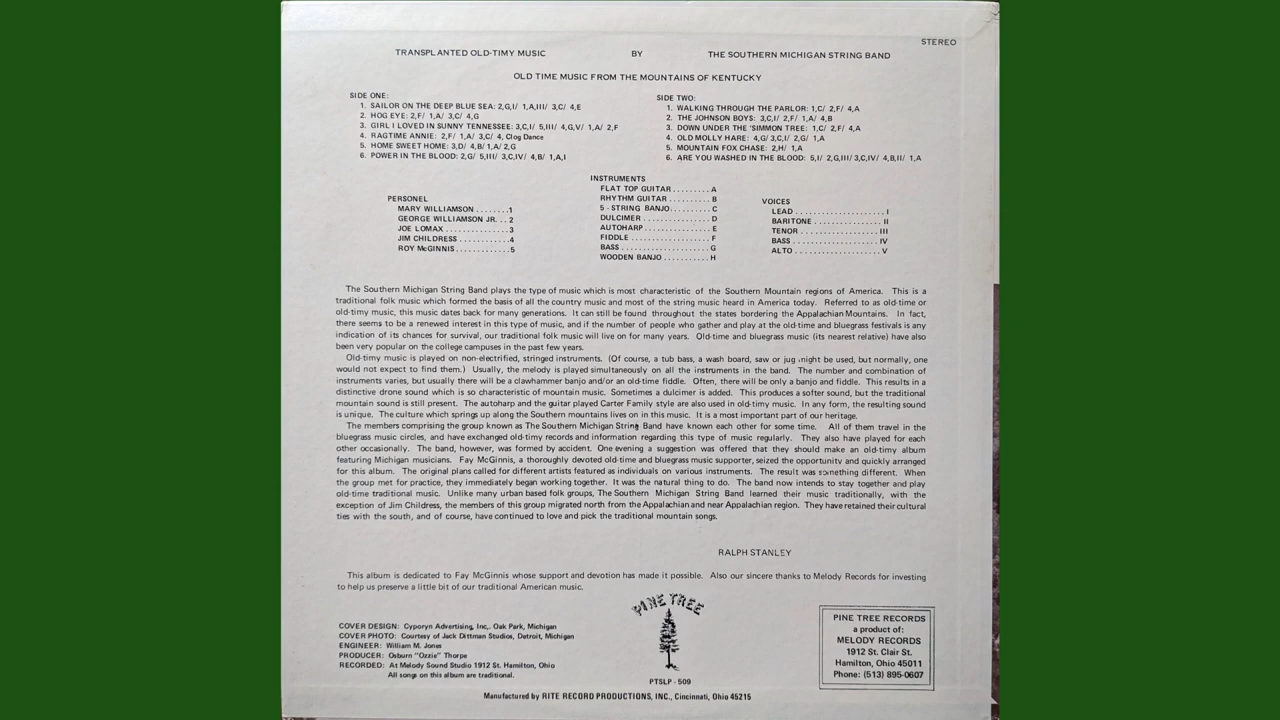 STEREO
TRANSPLANTED OLD-TIMY MUSIC BY THE SOUTHERN MICHIGAN STRING BAND
OLD TIME MUSIC FROM THE MOUNTAINS OF KENTUCKY
SIDE ONE:
1. SAILOR ON THE DEEP BLUE SEA: 2,G,I/ 1,A,III/ 3,C/ 4,E
2. HOG EYE: 2,F/ 1,A/ 3,C/ 4,G
3. GIRL I LOVED IN SUNNY TENNESSEE: 3,C,I/ 5,III/ 4,G,V/ 1,A/ 2,F
4. RAGTIME ANNIE: 2,F/ 1,A/ 3,C/ 4, Clog Dance
5. HOME SWEET HOME: 3,D/ 4,B/ 1,A/ 2,G
6. POWER IN THE BLOOD: 2,G/ 5,III/ 3,C,IV/ 4,B/ 1,A,I
SIDE TWO:
1. WALKING THROUGH THE PARLOR: 1,C/ 2,F/ 4,A
2. THE JOHNSON BOYS: 3,C,I/ 2,F/ 1,A/ 4,B
3. DOWN UNDER THE 'SIMMON TREE: 1,C/ 2,F/ 4,A
4. OLD MOLLY HARE: 4,G/ 3,C,I/ 2,G/ 1,A
5. MOUNTAIN FOX CHASE: 2,H/ 1,A
6. ARE YOU WASHED IN THE BLOOD: 5,I/ 2,G,III/ 3,C,IV/ 4,B,II/ 1,A
PERSONEL
MARY WILLIAMSON ........1
GEORGE WILLIAMSON JR. .. 2
JOE LOMAX ..............3
JIM CHILDRESS ...........4
ROY McGINNIS............5
INSTRUMENTS
FLAT TOP GUITAR ........ A
RHYTHM GUITAR ......... B
5 - STRING BANJO......... C
DULCIMER .............. D
AUTOHARP .............. E
FIDDLE ................. F
BASS ................... G
WOODEN BANJO .......... H
VOICES
LEAD .................... I
BARITONE ............... II
TENOR ................. III
BASS ................... IV
ALTO ................... V
The Southern Michigan String Band plays the type of music which is most characteristic of the Southern Mountain regions of America. This is a
traditional folk music which formed the basis of all the country music and most of the string music heard in America today. Referred to as old-time or
old-timy music, this music dates back for many generations. It can still be found throughout the states bordering the Appalachian Mountains. In fact,
there seems to be a renewed interest in this type of music, and if the number of people who gather and play at the old-time and bluegrass festivals is any
indication of its chances for survival, our traditional folk music will live on for many years. Old-time and bluegrass music (its nearest relative) have also
been very popular on the college campuses in the past few years.
Old-timy music is played on non-electrified, stringed instruments. (Of course, a tub bass, a wash board, saw or jug might be used, but normally, one
would not expect to find them.) Usually, the melody is played simultaneously on all the instruments in the band. The number and combination of
instruments varies, but usually there will be a clawhammer banjo and/or an old-time fiddle. Often, there will be only a banjo and fiddle. This results in a
distinctive drone sound which is so characteristic of mountain music. Sometimes a dulcimer is added. This produces a softer sound, but the traditional
mountain sound is still present. The autoharp and the guitar played Carter Family style are also used in old-timy music. In any form, the resulting sound
is unique. The culture which springs up along the Southern mountains lives on in this music. It is a most important part of our heritage.
The members comprising the group known as The Southern Michigan String Band have known each other for some time. All of them travel in the
bluegrass music circles, and have exchanged old-timy records and information regarding this type of music regularly. They also have played for each
other occasionally. The band, however, was formed by accident. One evening a suggestion was offered that they should make an old-timy album
featuring Michigan musicians. Fay McGinnis, a thoroughly devoted old time and bluegrass music supporter, seized the opportunity and quickly arranged
for this album. The original plans called for different artists featured as individuals on various instruments. The result was something different. When
the group met for practice, they immediately began working together. It was the natural thing to do. The band now intends to stay together and play
old-time traditional music. Unlike many urban based folk groups, The Southern Michigan String Band learned their music traditionally, with the
exception of Jim Childress, the members of this group migrated north from the Appalachian and near Appalachian region. They have retained their cultural
ties with the south, and of course, have continued to love and pick the traditional mountain songs.
RALPH STANLEY
This album is dedicated to Fay McGinnis whose support and devotion has made it possible. Also our sincere thanks to Melody Records for investing
to help us preserve a little bit of our traditional American music.
COVER DESIGN: Cyporyn Advertising, Inc,. Oak Park, Michigan
COVER PHOTO: Courtesy of Jack Dittman Studios, Detroit, Michigan
ENGINEER: William M. Jones
PRODUCER: Osburn "Ozzie" Thorpe
RECORDED: At Melody Sound Studio 1912 St. Hamilton, Ohio
All songs on this album are traditional.
PINE TREE
PTSLP - 509
PINE TREE RECORDS
a product of:
MELODY RECORDS
1912 St. Clair St.
Hamilton, Ohio 45011
Phone: (513) 895-0607
Manufactured by RITE RECORD PRODUCTIONS, INC., Cincinnati, Ohio 45215